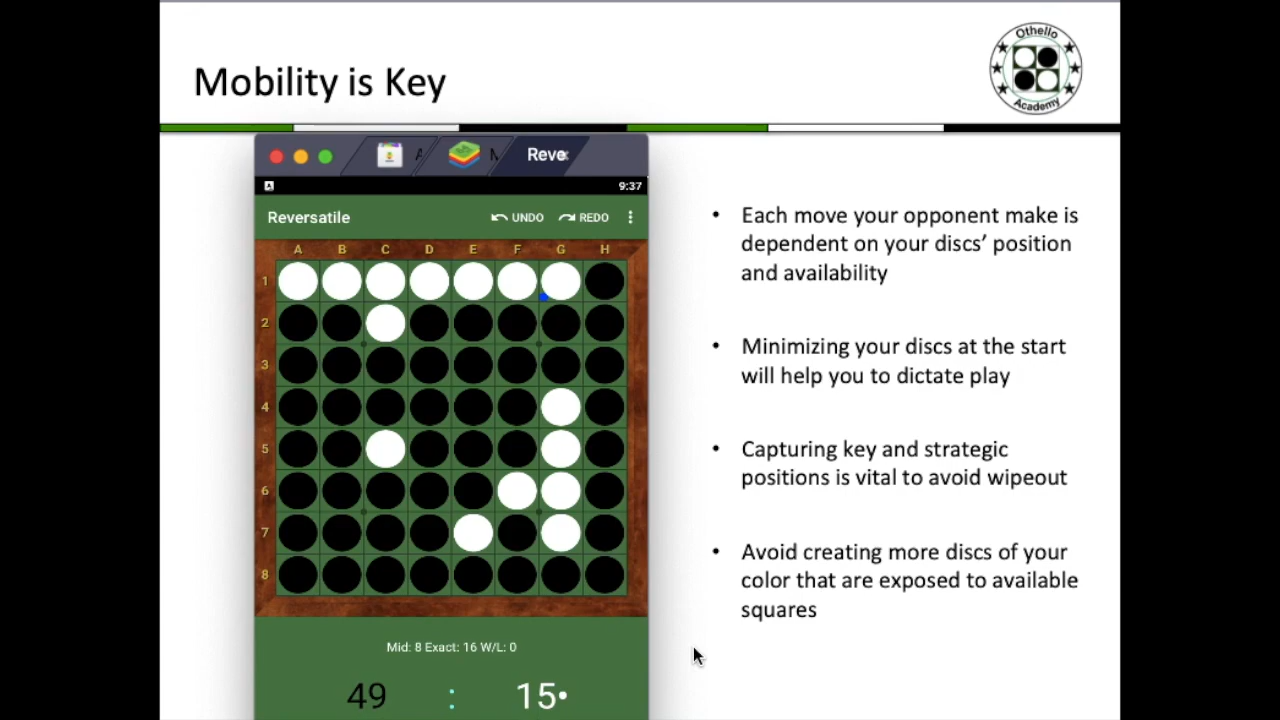 Mobility is Key
Othello
Academy
A
M
Reve
9:37
Reversatile
UNDO
REDO
A B C D E F G H
1
2
3
4
5
6
7
8
Mid: 8 Exact: 16 W/L: 0
49 : 15•
• Each move your opponent make is
dependent on your discs’ position
and availability
• Minimizing your discs at the start
will help you to dictate play
• Capturing key and strategic
positions is vital to avoid wipeout
• Avoid creating more discs of your
color that are exposed to available
squares